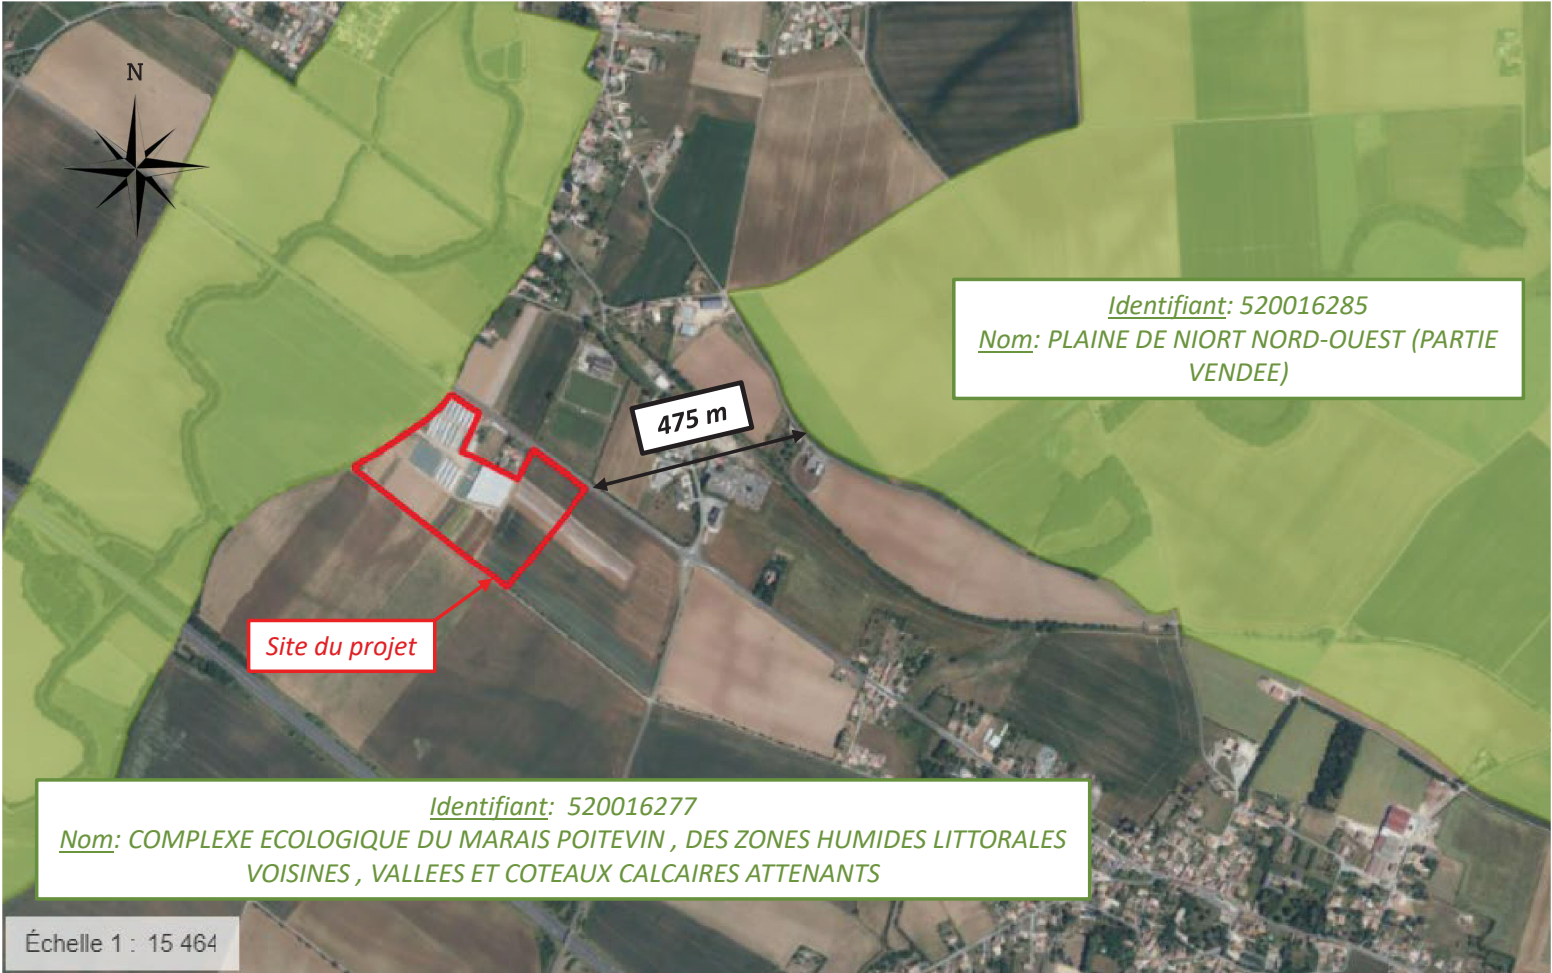 N
Identifiant: 520016285
Nom: PLAINE DE NIORT NORD-OUEST (PARTIE
VENDEE)
475 m
Site du projet
Identifiant: 520016277
Nom: COMPLEXE ECOLOGIQUE DU MARAIS POITEVIN , DES ZONES HUMIDES LITTORALES
VOISINES , VALLEES ET COTEAUX CALCAIRES ATTENANTS
Échelle 1 : 15 464